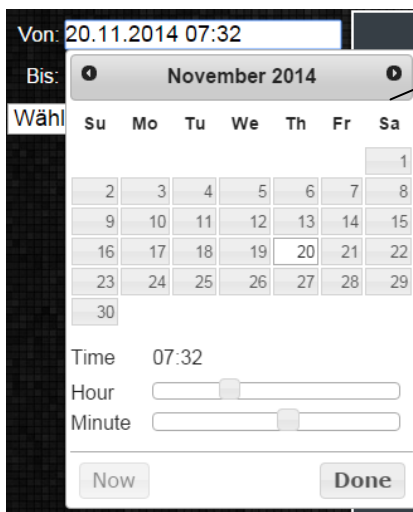 Von: 20.11.2014 07:32
Bis:
November 2014
Wähl
Su Mo Tu We Th Fr Sa
1
2 3 4 5 6 7 8
9 10 11 12 13 14 15
16 17 18 19 20 21 22
23 24 25 26 27 28 29
30
Time 07:32
Hour
Minute
Now Done